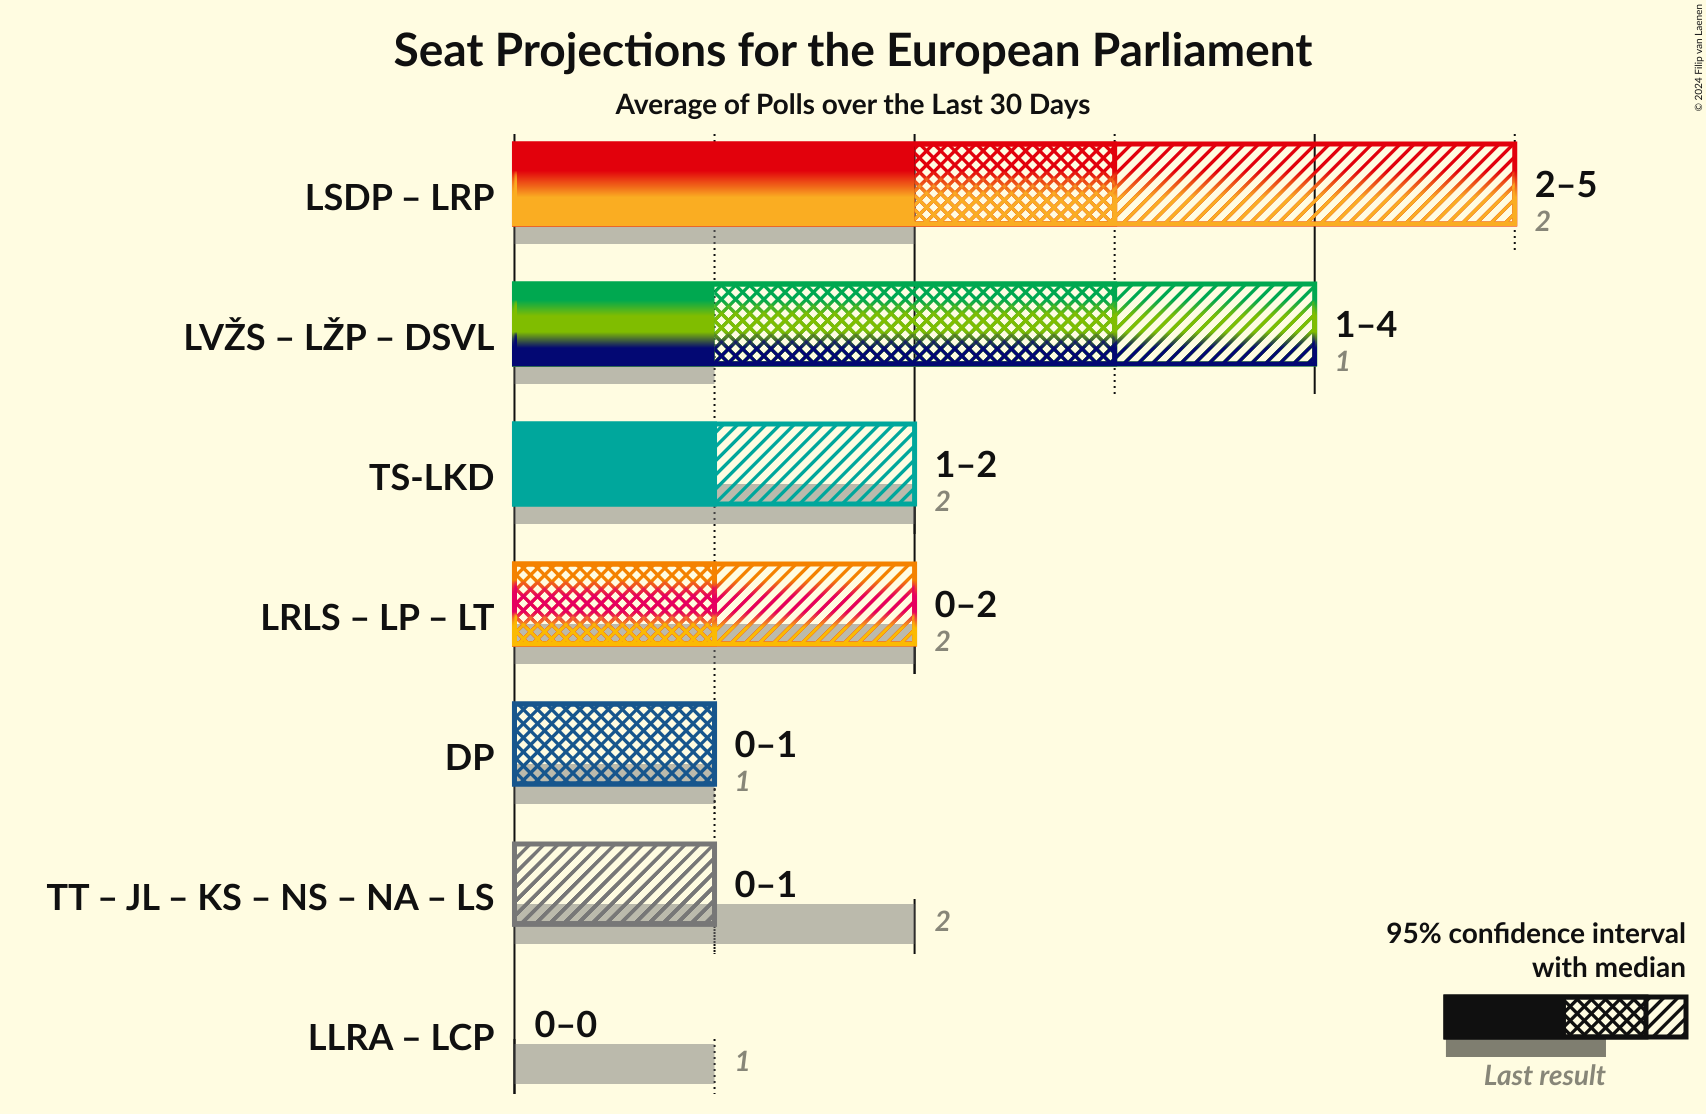 Seat Projections for the European Parliament
Average of Polls over the Last 30 Days
© 2024 Filip van Laenen
LSDP – LRP
2–5
2
LVŽS – LŽP – DSVL
1–4
1
TS-LKD
1–2
2
LRLS – LP – LT
0–2
2
DP
0–1
1
TT – JL – KS – NS – NA – LS
0–1
2
LLRA – LCP
0–0
1
95% confidence interval
with median
Last result